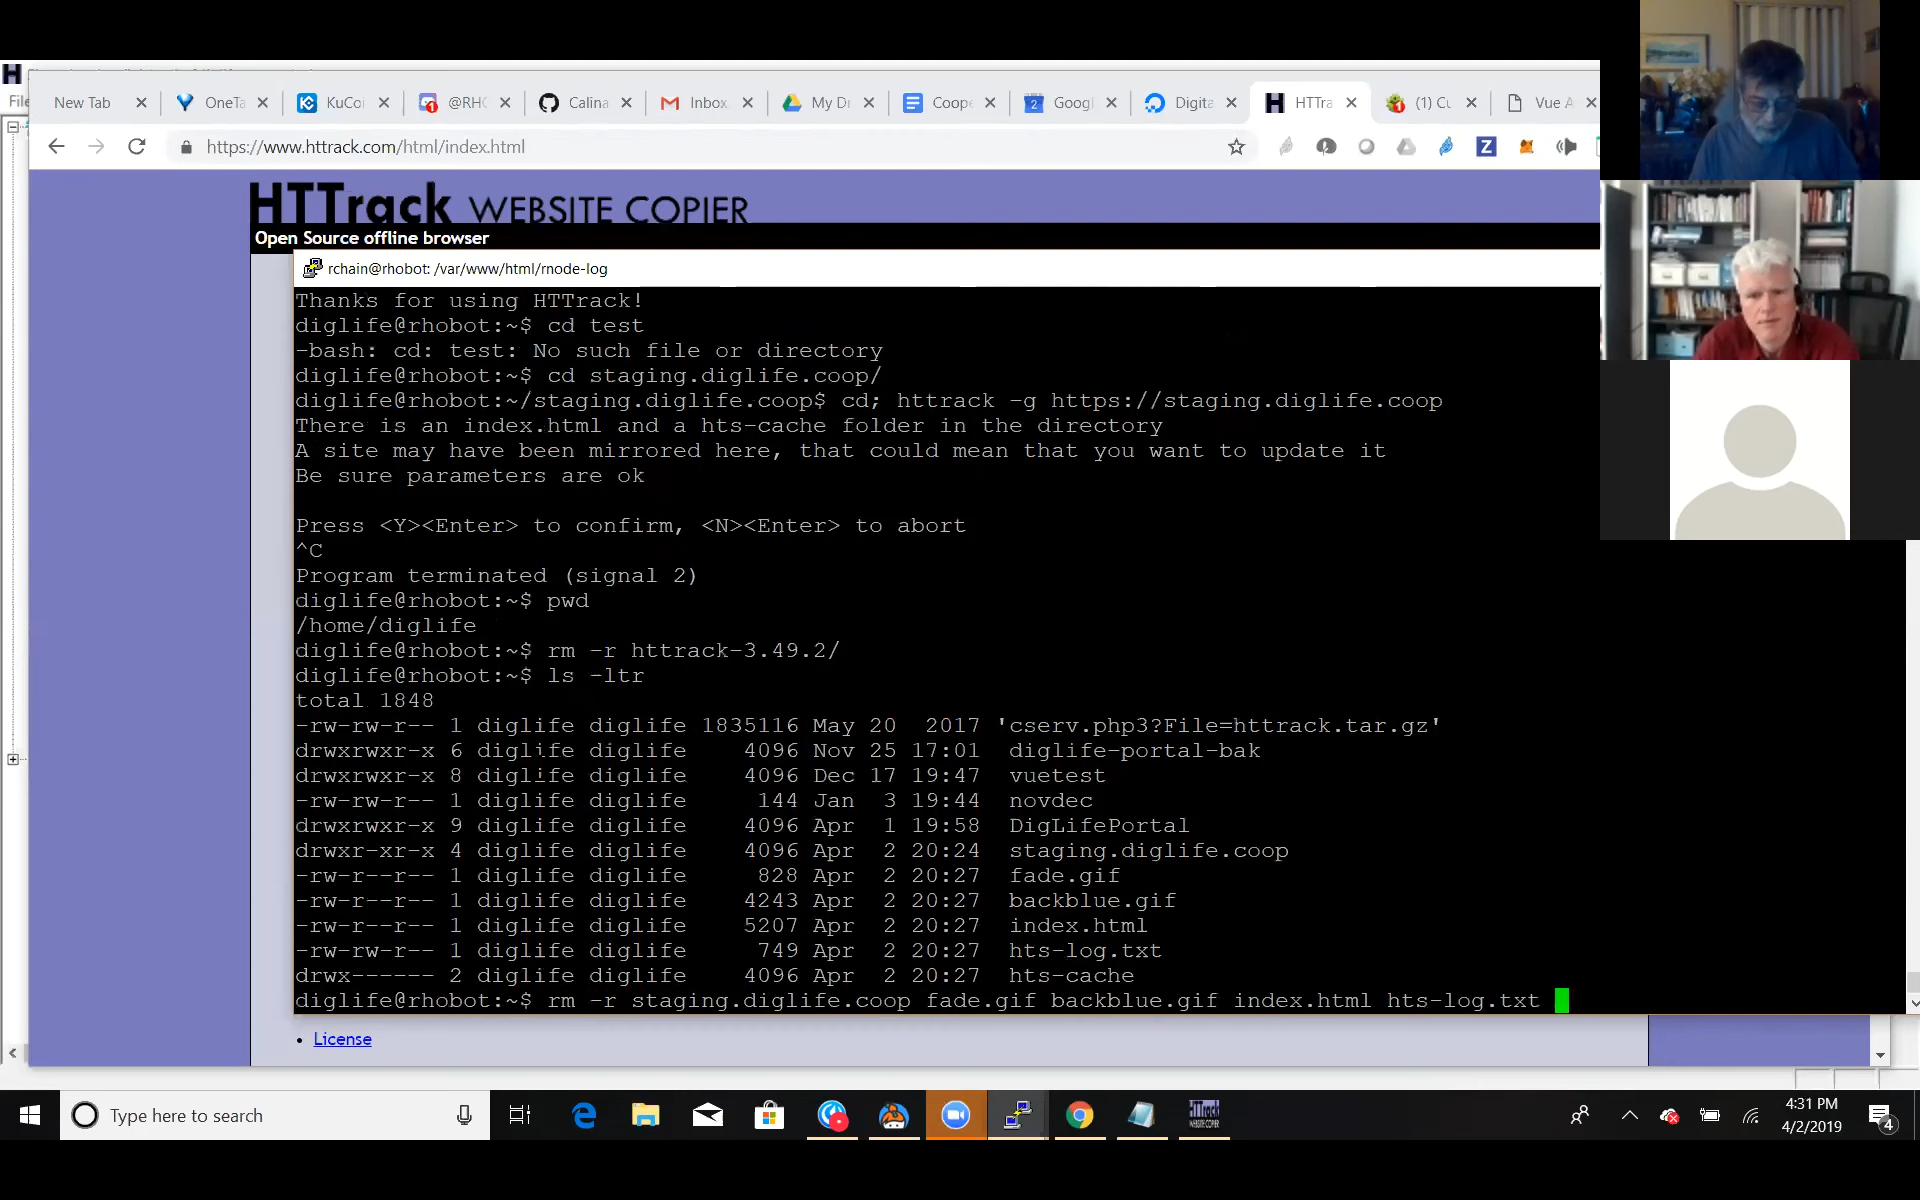 H
File
New Tab
OneTa
KuCoi
@RHC
Calina
Inbox
My Dr
Coope
2
Googl
Digita
H
HTTra
(1) Cu
Vue A
https://www.httrack.com/html/index.html
Z
HTTrack WEBSITE COPIER
Open Source offline browser
rchain@rhobot: /var/www/html/rnode-log
Thanks for using HTTrack!
diglife@rhobot:~$ cd test
-bash: cd: test: No such file or directory
diglife@rhobot:~$ cd staging.diglife.coop/
diglife@rhobot:~/staging.diglife.coop$ cd; httrack -g https://staging.diglife.coop
There is an index.html and a hts-cache folder in the directory
A site may have been mirrored here, that could mean that you want to update it
Be sure parameters are ok
Press <Y><Enter> to confirm, <N><Enter> to abort
^C
Program terminated (signal 2)
diglife@rhobot:~$ pwd
/home/diglife
diglife@rhobot:~$ rm -r httrack-3.49.2/
diglife@rhobot:~$ ls -ltr
total 1848
-rw-rw-r-- 1 diglife diglife 1835116 May 20  2017 'cserv.php3?File=httrack.tar.gz'
drwxrwxr-x 6 diglife diglife    4096 Nov 25 17:01  diglife-portal-bak
drwxrwxr-x 8 diglife diglife    4096 Dec 17 19:47  vuetest
-rw-rw-r-- 1 diglife diglife     144 Jan  3 19:44  novdec
drwxrwxr-x 9 diglife diglife    4096 Apr  1 19:58  DigLifePortal
drwxr-xr-x 4 diglife diglife    4096 Apr  2 20:24  staging.diglife.coop
-rw-r--r-- 1 diglife diglife     828 Apr  2 20:27  fade.gif
-rw-r--r-- 1 diglife diglife    4243 Apr  2 20:27  backblue.gif
-rw-r--r-- 1 diglife diglife    5207 Apr  2 20:27  index.html
-rw-rw-r-- 1 diglife diglife     749 Apr  2 20:27  hts-log.txt
drwx------ 2 diglife diglife    4096 Apr  2 20:27  hts-cache
diglife@rhobot:~$ rm -r staging.diglife.coop fade.gif backblue.gif index.html hts-log.txt
License
Type here to search
HTTRACK
WEBSITE COPIER
4:31 PM
4/2/2019
4